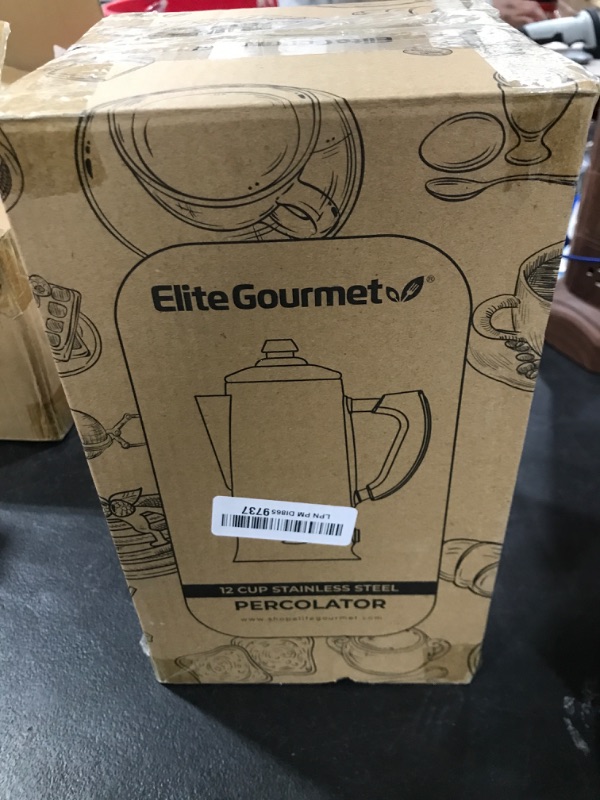 Elite Gourmet®
LPN PM DI865 9737
12 CUP STAINLESS STEEL
PERCOLATOR
www.shopelitegourmet.com